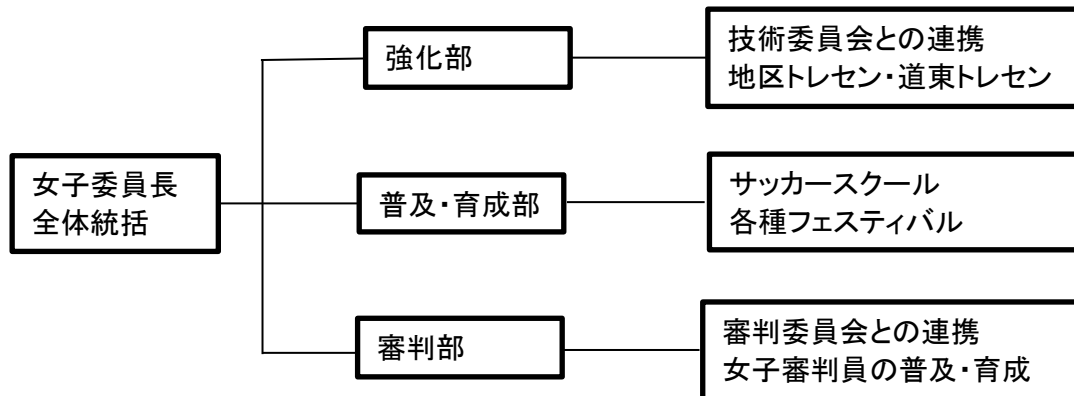 女子委員長
全体統括
強化部
技術委員会との連携
地区トレセン・道東トレセン
普及・育成部
サッカースクール
各種フェスティバル
審判部
審判委員会との連携
女子審判員の普及・育成